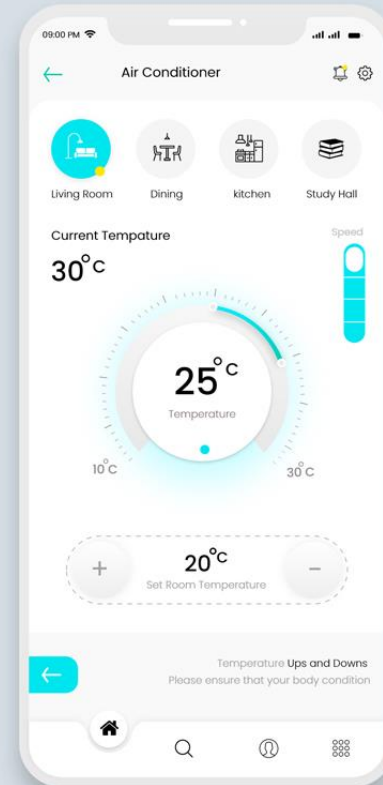 09:00 PM
Air Conditioner
Living Room
Dining
kitchen
Study Hall
Current Tempature
Speed
30°C
25°C
Temperature
10°C
30°C
20°C
Set Room Temperature
Temperature Ups and Downs
Please ensure that your body condition